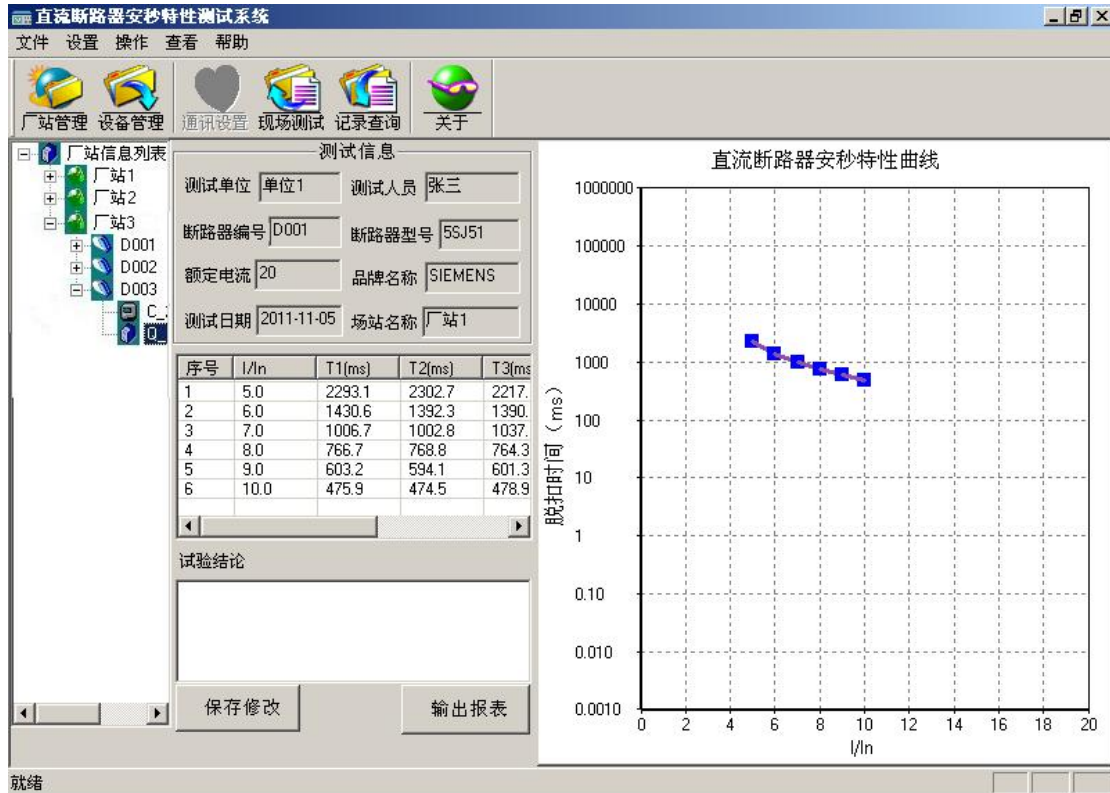 直流断路器安秒特性测试系统
文件 设置 操作 查看 帮助
厂站管理 设备管理 通讯设置 现场测试 记录查询 关于
厂站信息列表
厂站1
厂站2
厂站3
D001
D002
D003
C_
Q_
测试信息
测试单位 单位1 测试人员 张三
断路器编号 D001 断路器型号 5SJ51
额定电流 20 品牌名称 SIEMENS
测试日期 2011-11-05 场站名称 厂站1
序号 I/In T1(ms) T2(ms) T3(ms
1 5.0 2293.1 2302.7 2217.
2 6.0 1430.6 1392.3 1390.
3 7.0 1006.7 1002.8 1037.
4 8.0 766.7 768.8 764.3
5 9.0 603.2 594.1 601.3
6 10.0 475.9 474.5 478.9
试验结论
保存修改 输出报表
直流断路器安秒特性曲线
脱扣时间（ms）
1000000
100000
10000
1000
100
10
1
0.10
0.010
0.0010
0 2 4 6 8 10 12 14 16 18 20
I/In
就绪